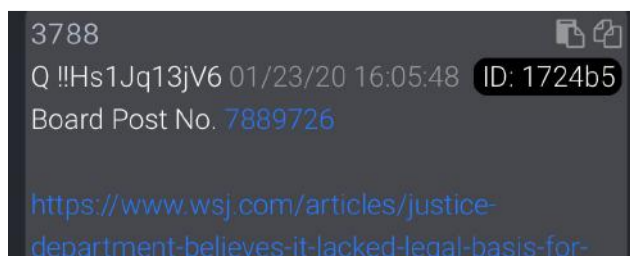 3788
Q !!Hs1Jq13jV6 01/23/20 16:05:48 ID: 1724b5
Board Post No. 7889726
https://www.wsj.com/articles/justice-
department-believes-it-lacked-legal-basis-for-